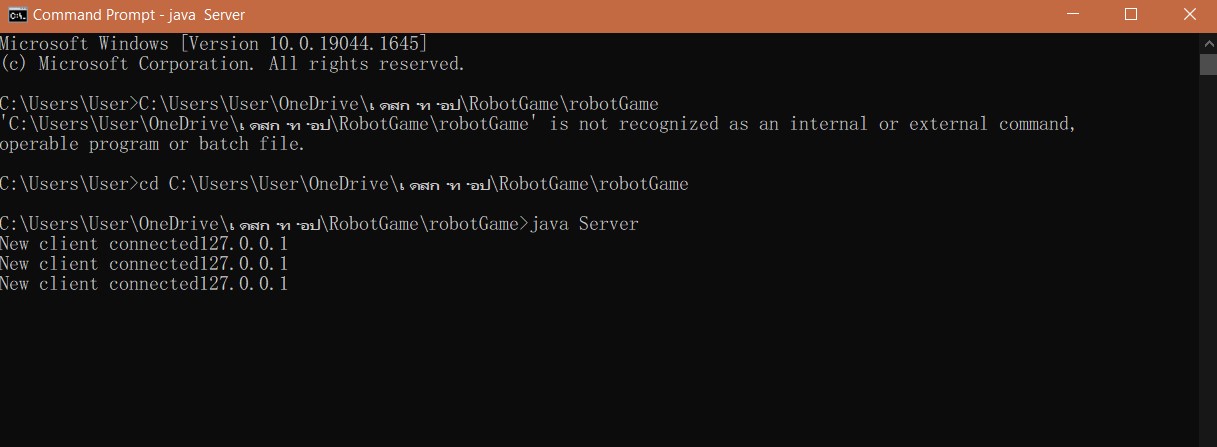 Command Prompt - java  Server
Microsoft Windows [Version 10.0.19044.1645]
(c) Microsoft Corporation. All rights reserved.
C:\Users\User>C:\Users\User\OneDrive\เดสก์ท็อป\RobotGame\robotGame
'C:\Users\User\OneDrive\เดสก์ท็อป\RobotGame\robotGame' is not recognized as an internal or external command,
operable program or batch file.
C:\Users\User>cd C:\Users\User\OneDrive\เดสก์ท็อป\RobotGame\robotGame
C:\Users\User\OneDrive\เดสก์ท็อป\RobotGame\robotGame>java Server
New client connected127.0.0.1
New client connected127.0.0.1
New client connected127.0.0.1